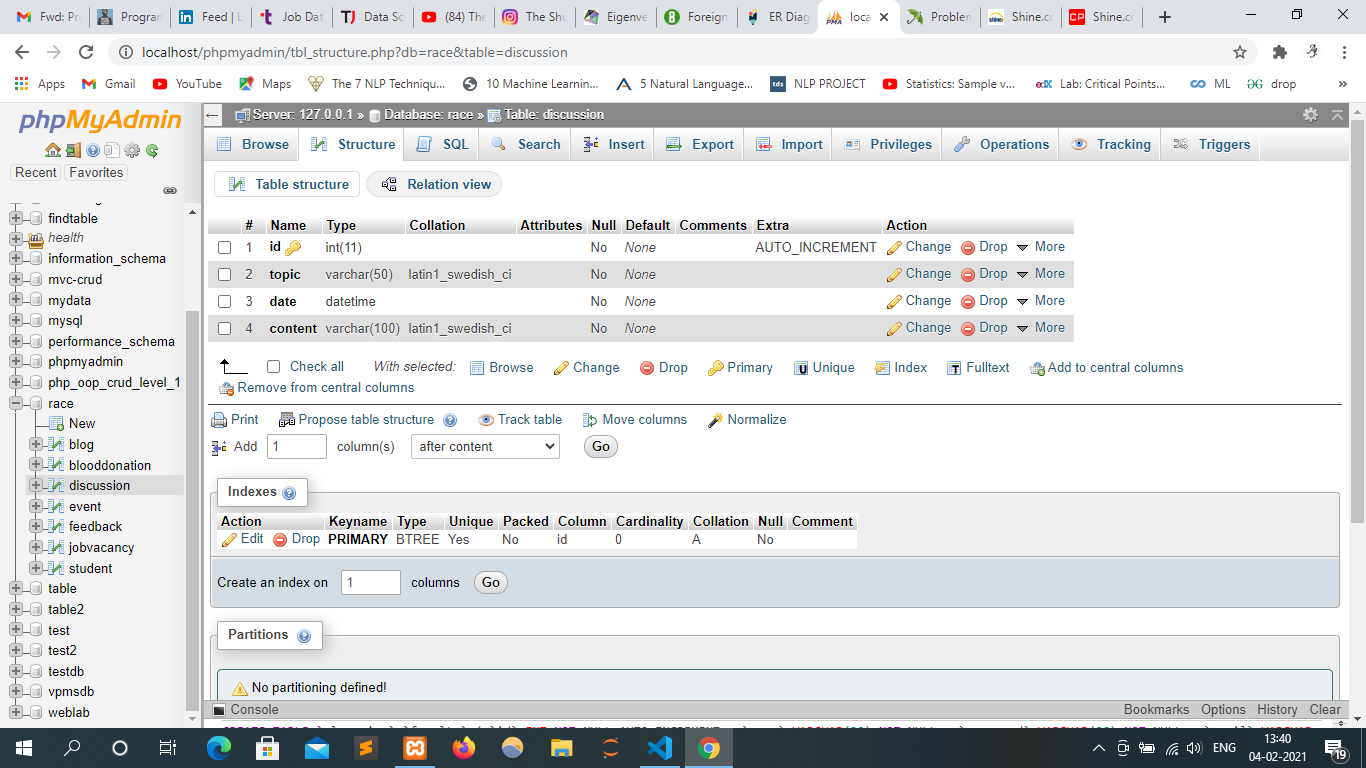 Fwd: Pr
Program
Feed | L
Job Dat
Data Sc
(84) The
The Shu
Eigenve
Foreign
ER Diag
loca
Problem
Shine.co
Shine.co
localhost/phpmyadmin/tbl_structure.php?db=race&table=discussion
Apps
Gmail
YouTube
Maps
The 7 NLP Techniqu...
10 Machine Learnin...
5 Natural Language...
NLP PROJECT
Statistics: Sample v...
Lab: Critical Points...
ML
drop
phpMyAdmin
Recent Favorites
findtable
health
information_schema
mvc-crud
mydata
mysql
performance_schema
phpmyadmin
php_oop_crud_level_1
race
New
blog
blooddonation
discussion
event
feedback
jobvacancy
student
table
table2
test
test2
testdb
vpmsdb
weblab
Server: 127.0.0.1 » Database: race » Table: discussion
Browse Structure SQL Search Insert Export Import Privileges Operations Tracking Triggers
Table structure Relation view
# Name Type Collation Attributes Null Default Comments Extra Action
1 id int(11) No None AUTO_INCREMENT Change Drop More
2 topic varchar(50) latin1_swedish_ci No None Change Drop More
3 date datetime No None Change Drop More
4 content varchar(100) latin1_swedish_ci No None Change Drop More
Check all With selected: Browse Change Drop Primary Unique Index Fulltext Add to central columns
Remove from central columns
Print Propose table structure Track table Move columns Normalize
Add 1 column(s) after content Go
Indexes
Action Keyname Type Unique Packed Column Cardinality Collation Null Comment
Edit Drop PRIMARY BTREE Yes No id 0 A No
Create an index on 1 columns Go
Partitions
No partitioning defined!
Console Bookmarks Options History Clear
ENG
13:40
04-02-2021
19